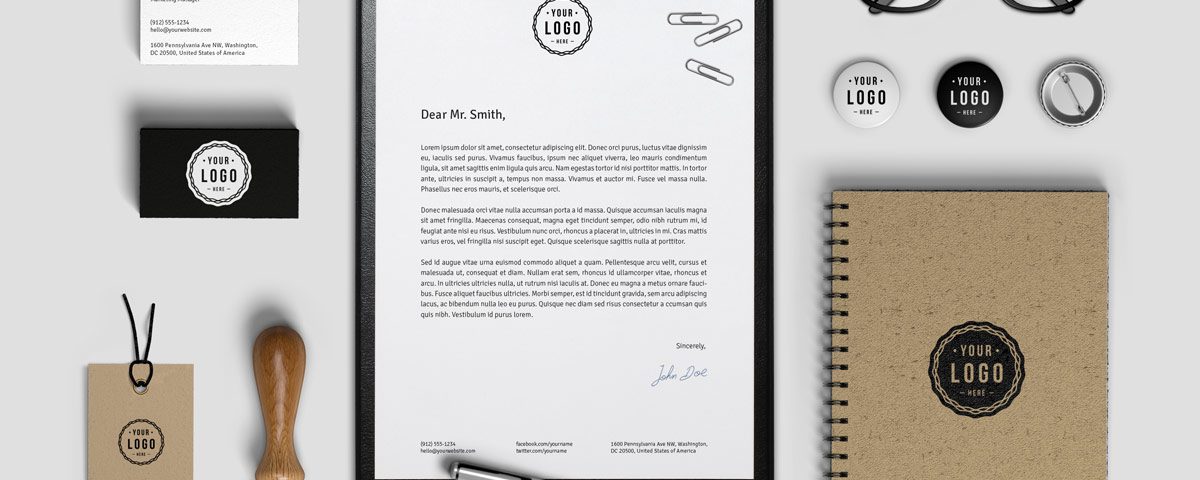 Marketing Manager
(912) 555-1234
hello@yourwebsite.com
1600 Pennsylvania Ave NW, Washington,
DC 20500, United States of America
YOUR
LOGO
HERE
YOUR
LOGO
HERE
YOUR
LOGO
HERE
Dear Mr. Smith,
Lorem ipsum dolor sit amet, consectetur adipiscing elit. Donec orci purus, luctus vitae dignissim
eu, iaculis sed purus. Vivamus faucibus, ipsum nec aliquet viverra, leo mauris condimentum
ligula, sit amet sagittis enim ligula quis arcu. Nam egestas tortor id nisi porttitor mattis. In tortor
ante, ultricies in suscipit a, tempus non massa. Vivamus et auctor mi. Fusce vel massa nulla.
Phasellus nec eros mauris, et scelerisque orci.
Donec malesuada orci vitae nulla accumsan porta a id massa. Quisque accumsan iaculis magna
sit amet fringilla. Maecenas consequat, magna eget tincidunt semper, odio nibh rutrum mi, id
feugiat ante nisi eu risus. Vestibulum nunc orci, rhoncus a placerat in, ultricies in mi. Cras mattis
varius eros, vel fringilla nisi suscipit eget. Quisque scelerisque sagittis nulla at porttitor.
Sed id augue vitae urna euismod commodo aliquet a quam. Pellentesque arcu velit, cursus et
malesuada ut, consequat et diam. Nullam erat sem, rhoncus id ullamcorper vitae, rhoncus et
arcu. In ultricies ultricies nulla, ut rutrum nisi iaculis at. Donec eu magna et massa ornare fauci-
bus. Fusce aliquet faucibus ultricies. Morbi semper, est id tincidunt gravida, sem arcu adipiscing
lacus, ac bibendum nulla leo eu purus. Quisque nec diam sed risus consectetur a ccumsan quis
quis nibh. Vestibulum id purus lorem.
Sincerely,
John Doe
(912) 555-1234
hello@yourwebsite.com
facebook.com/yourname
twitter.com/yourname
1600 Pennsylvania Ave NW, Washington,
DC 20500, United States of America
YOUR
LOGO
HERE
YOUR
LOGO
HERE
YOUR
LOGO
HERE